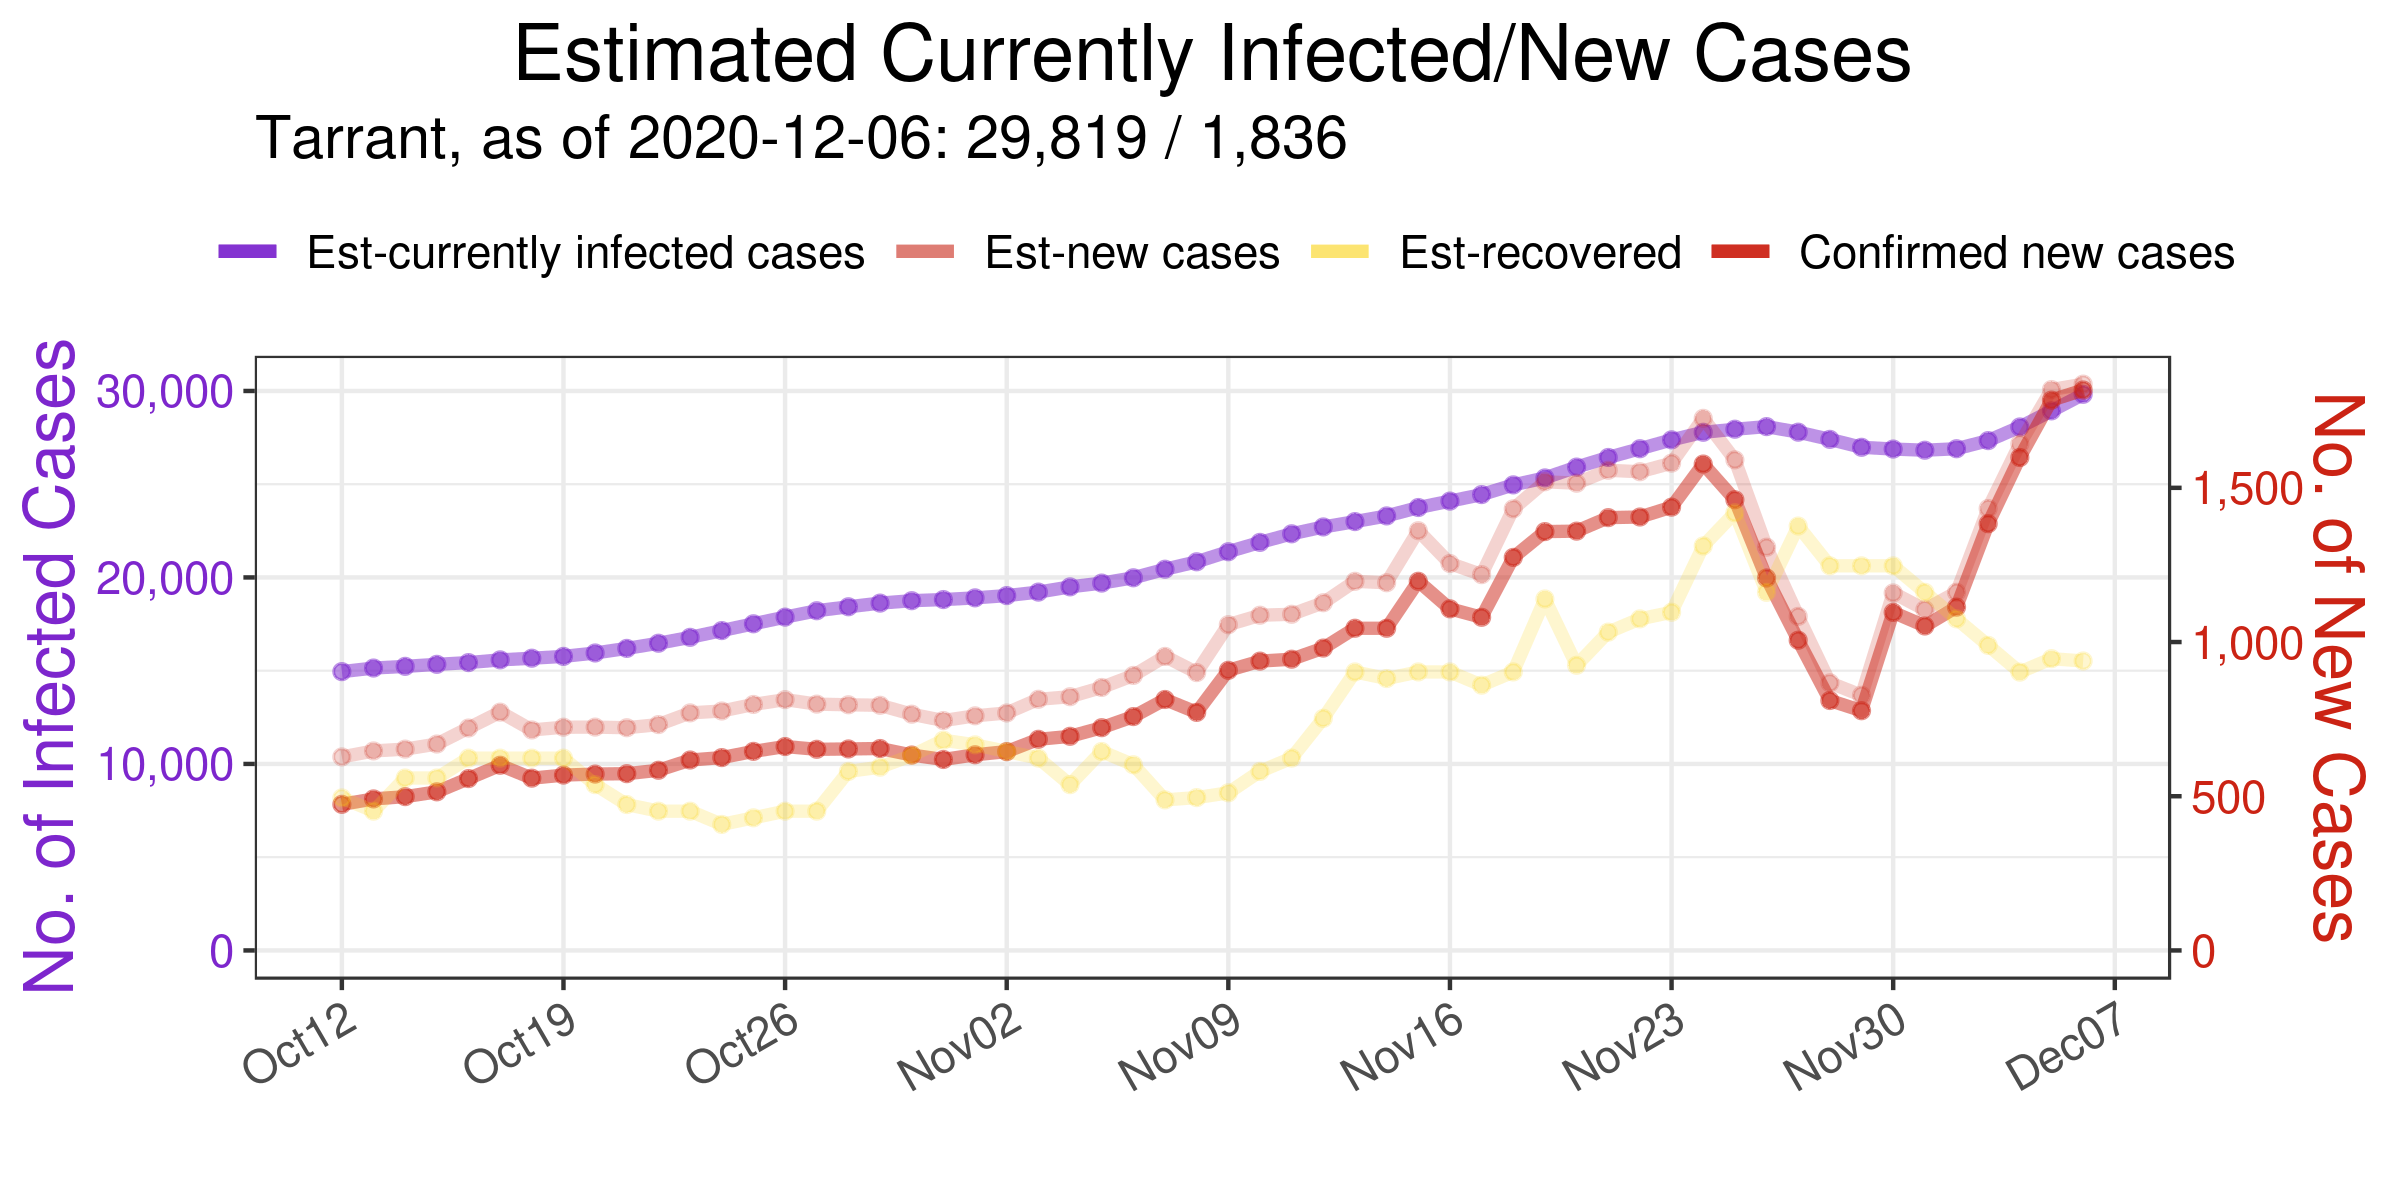 Estimated Currently Infected/New Cases
Tarrant, as of 2020-12-06: 29,819 / 1,836
Est-currently infected cases Est-new cases Est-recovered Confirmed new cases
No. of Infected Cases
30,000
20,000
10,000
0
1,500
1,000
500
0
No. of New Cases
Oct12 Oct19 Oct26 Nov02 Nov09 Nov16 Nov23 Nov30 Dec07